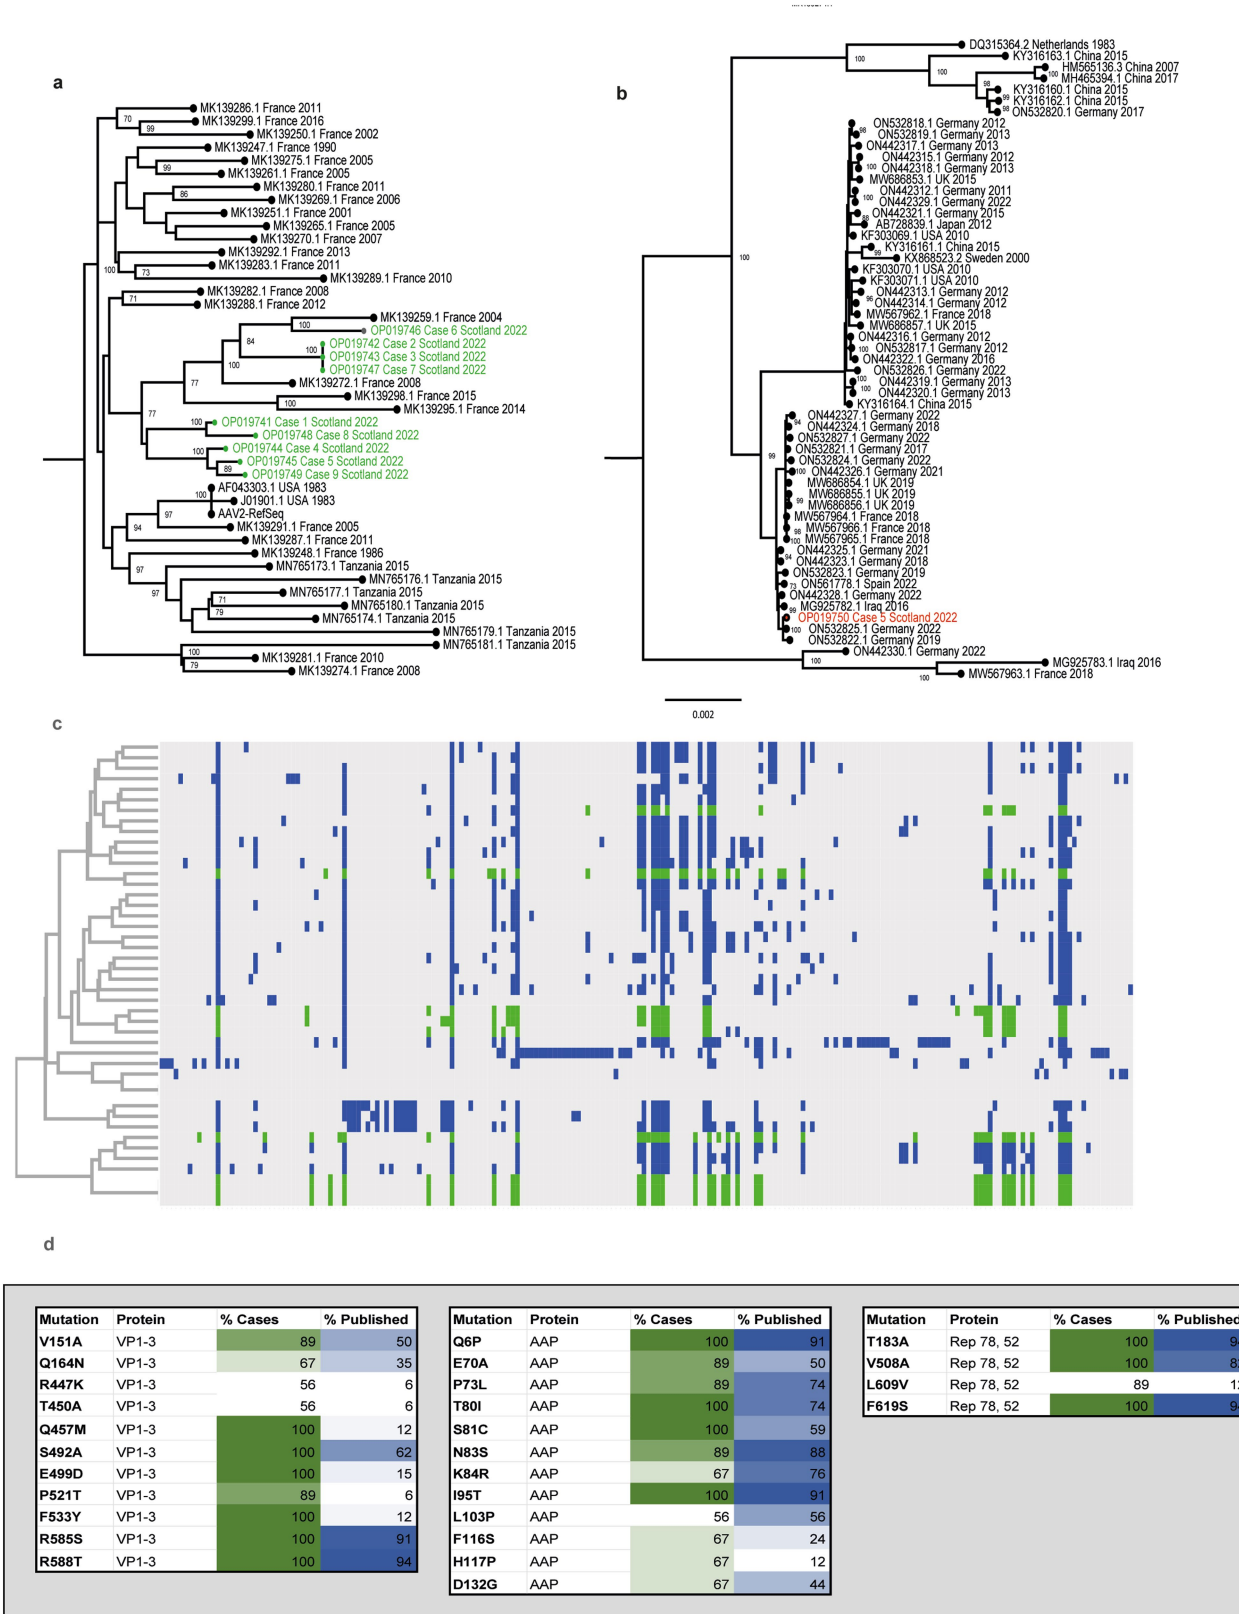 a
MK139286.1 France 2011
70
MK139299.1 France 2016
99
MK139250.1 France 2002
MK139247.1 France 1990
MK139275.1 France 2005
99
MK139261.1 France 2005
MK139280.1 France 2011
86
MK139269.1 France 2006
MK139251.1 France 2001
MK139265.1 France 2005
MK139270.1 France 2007
MK139292.1 France 2013
MK139283.1 France 2011
100
73
MK139289.1 France 2010
MK139282.1 France 2008
71
MK139288.1 France 2012
MK139259.1 France 2004
100
OP019746 Case 6 Scotland 2022
84
OP019742 Case 2 Scotland 2022
100
OP019743 Case 3 Scotland 2022
100
OP019747 Case 7 Scotland 2022
77
MK139272.1 France 2008
MK139298.1 France 2015
100
MK139295.1 France 2014
77
OP019741 Case 1 Scotland 2022
100
OP019748 Case 8 Scotland 2022
OP019744 Case 4 Scotland 2022
100
OP019745 Case 5 Scotland 2022
89
OP019749 Case 9 Scotland 2022
AF043303.1 USA 1983
100
J01901.1 USA 1983
97
AAV2-RefSeq
94
MK139291.1 France 2005
MK139287.1 France 2011
MK139248.1 France 1986
97
MN765173.1 Tanzania 2015
MN765176.1 Tanzania 2015
97
MN765177.1 Tanzania 2015
71
MN765180.1 Tanzania 2015
79
MN765174.1 Tanzania 2015
MN765179.1 Tanzania 2015
MN765181.1 Tanzania 2015
100
MK139281.1 France 2010
79
MK139274.1 France 2008
b
DQ315364.2 Netherlands 1983
100
KY316163.1 China 2015
100
HM565136.3 China 2007
100
MH465394.1 China 2017
98
KY316160.1 China 2015
99
KY316162.1 China 2015
98
ON532820.1 Germany 2017
ON532818.1 Germany 2012
98
ON532819.1 Germany 2013
ON442317.1 Germany 2013
ON442315.1 Germany 2012
100
ON442318.1 Germany 2013
MW686853.1 UK 2015
ON442312.1 Germany 2011
100
ON442329.1 Germany 2022
ON442321.1 Germany 2015
AB728839.1 Japan 2012
KF303069.1 USA 2010
KY316161.1 China 2015
99
KX868523.2 Sweden 2000
100
KF303070.1 USA 2010
KF303071.1 USA 2010
ON442313.1 Germany 2012
96
ON442314.1 Germany 2012
MW567962.1 France 2018
MW686857.1 UK 2015
ON442316.1 Germany 2012
100
ON532817.1 Germany 2012
ON442322.1 Germany 2016
ON532826.1 Germany 2022
100
ON442319.1 Germany 2013
100
ON442320.1 Germany 2013
KY316164.1 China 2015
ON442327.1 Germany 2022
94
ON442324.1 Germany 2018
ON532827.1 Germany 2022
ON532821.1 Germany 2017
99
ON532824.1 Germany 2022
100
ON442326.1 Germany 2021
MW686854.1 UK 2019
MW686855.1 UK 2019
99
MW686856.1 UK 2019
MW567964.1 France 2018
98
MW567966.1 France 2018
100
MW567965.1 France 2018
ON442325.1 Germany 2021
94
ON442323.1 Germany 2018
ON532823.1 Germany 2019
73
ON561778.1 Spain 2022
ON442328.1 Germany 2022
99
MG925782.1 Iraq 2016
OP019750 Case 5 Scotland 2022
100
ON532825.1 Germany 2022
ON532822.1 Germany 2019
ON442330.1 Germany 2022
100
MG925783.1 Iraq 2016
100
MW567963.1 France 2018
0.002
c
d
Mutation Protein % Cases % Published
V151A VP1-3 89 50
Q164N VP1-3 67 35
R447K VP1-3 56 6
T450A VP1-3 56 6
Q457M VP1-3 100 12
S492A VP1-3 100 62
E499D VP1-3 100 15
P521T VP1-3 89 6
F533Y VP1-3 100 12
R585S VP1-3 100 91
R588T VP1-3 100 94
Mutation Protein % Cases % Published
Q6P AAP 100 91
E70A AAP 89 50
P73L AAP 89 74
T80I AAP 100 74
S81C AAP 100 59
N83S AAP 89 88
K84R AAP 67 76
I95T AAP 100 91
L103P AAP 56 56
F116S AAP 67 24
H117P AAP 67 12
D132G AAP 67 44
Mutation Protein % Cases % Published
T183A Rep 78, 52 100
V508A Rep 78, 52 100
L609V Rep 78, 52 89
F619S Rep 78, 52 100